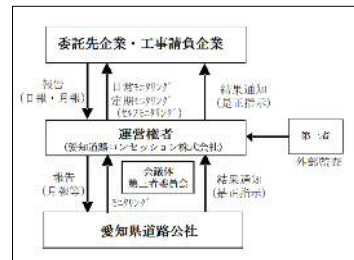 委託先企業・工事請負企業
報告
(日報・月報)
日常モニタリング
定期モニタリング
(セルフモニタリング)
結果通知
(是正指示)
運営権者
(愛知道路コンセッション株式会社)
第三者
外部監査
会議体
第三者委員会
報告
(月報等)
モニタリング
結果通知
(是正指示)
愛知県道路公社